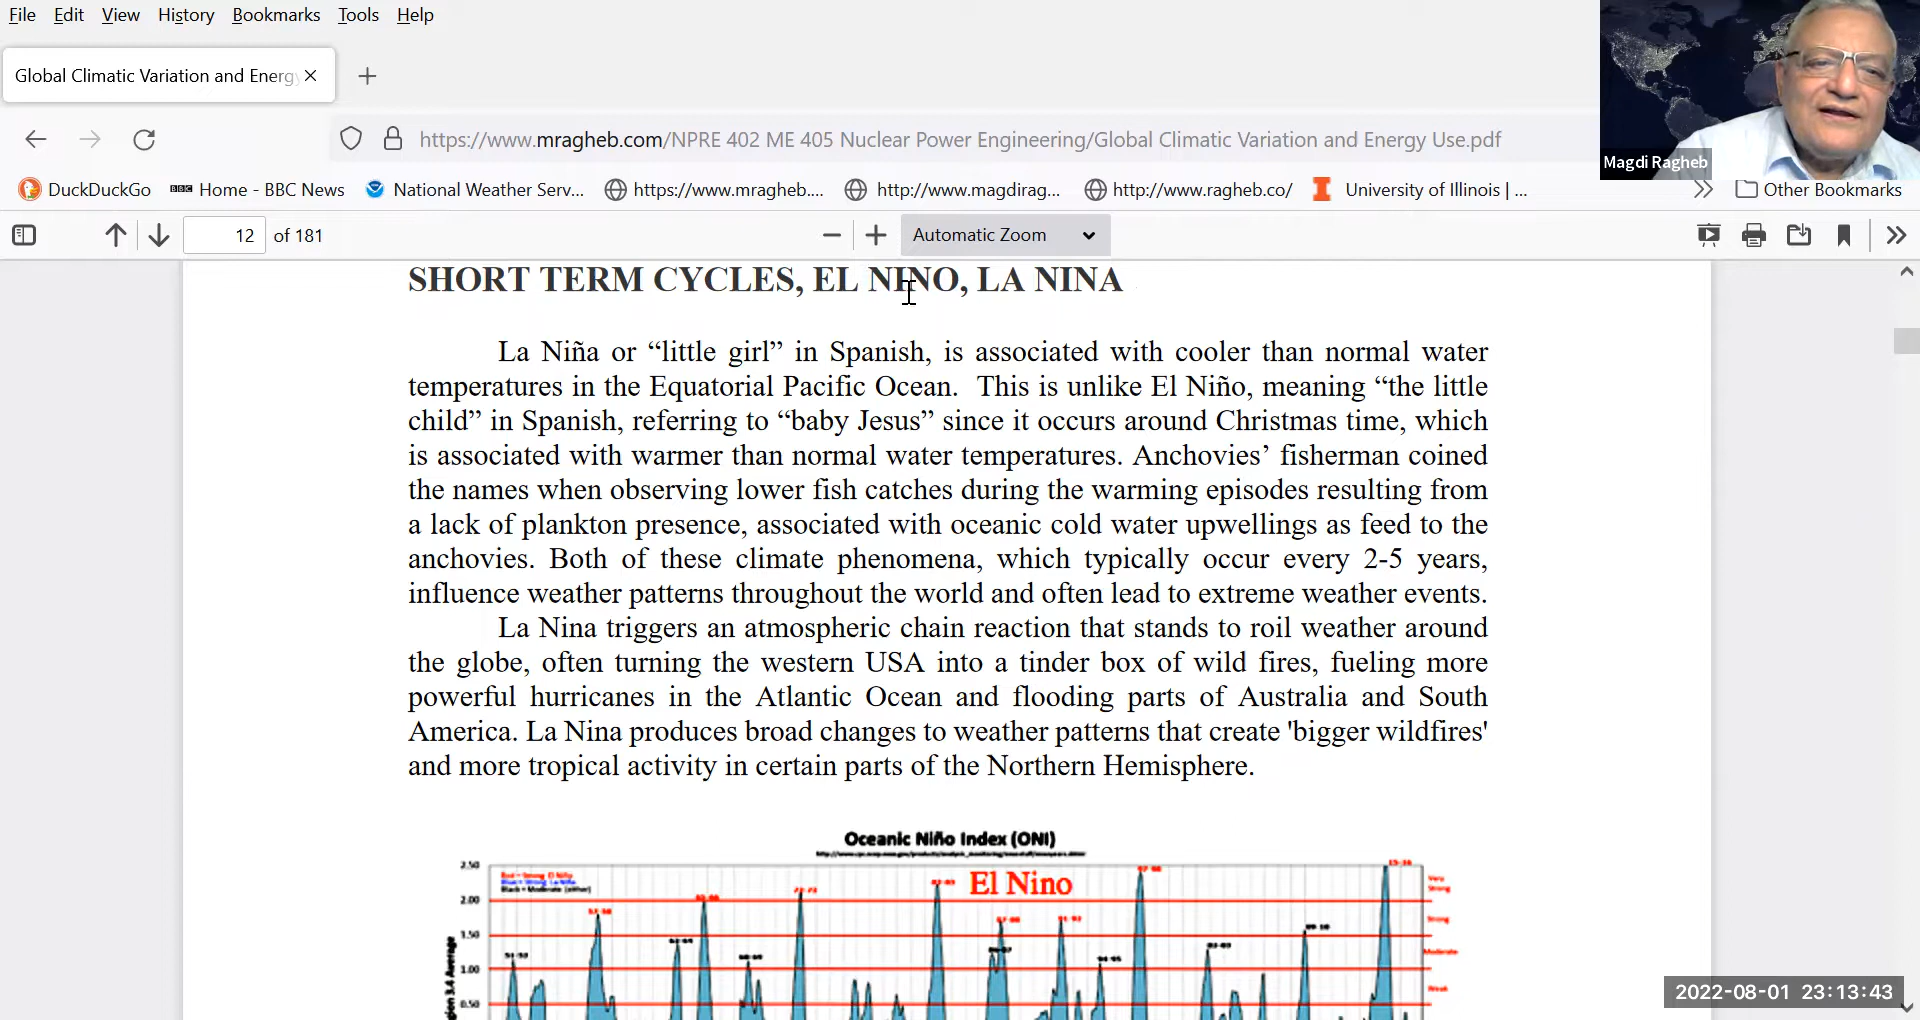 File Edit View History Bookmarks Tools Help
Global Climatic Variation and Energy
https://www.mragheb.com/NPRE 402 ME 405 Nuclear Power Engineering/Global Climatic Variation and Energy Use.pdf
Magdi Ragheb
DuckDuckGo BBC Home - BBC News National Weather Serv... https://www.mragheb.... http://www.magdirag... http://www.ragheb.co/ University of Illinois | ... Other Bookmarks
12 of 181 Automatic Zoom
SHORT TERM CYCLES, EL NINO, LA NINA
La Niña or “little girl” in Spanish, is associated with cooler than normal water
temperatures in the Equatorial Pacific Ocean. This is unlike El Niño, meaning “the little
child” in Spanish, referring to “baby Jesus” since it occurs around Christmas time, which
is associated with warmer than normal water temperatures. Anchovies’ fisherman coined
the names when observing lower fish catches during the warming episodes resulting from
a lack of plankton presence, associated with oceanic cold water upwellings as feed to the
anchovies. Both of these climate phenomena, which typically occur every 2-5 years,
influence weather patterns throughout the world and often lead to extreme weather events.
La Nina triggers an atmospheric chain reaction that stands to roil weather around
the globe, often turning the western USA into a tinder box of wild fires, fueling more
powerful hurricanes in the Atlantic Ocean and flooding parts of Australia and South
America. La Nina produces broad changes to weather patterns that create 'bigger wildfires'
and more tropical activity in certain parts of the Northern Hemisphere.
Oceanic Niño Index (ONI)
2.50
El Nino
Very
Strong
2.00
Strong
1.50
Moderate
1.00
Weak
0.50
3.4 Average
2022-08-01 23:13:43